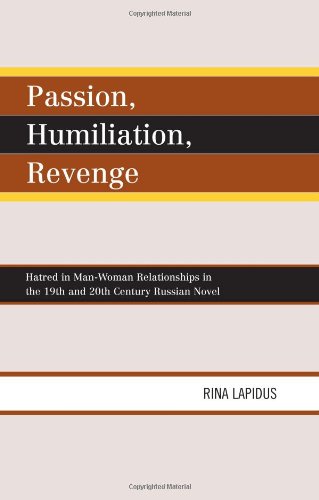 Passion,
Humiliation,
Revenge
Hatred in Man-Woman Relationships in
the 19th and 20th Century Russian Novel
RINA LAPIDUS
Copyrighted Material
Copyrighted Material